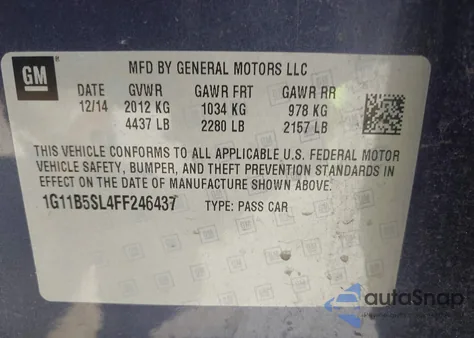 GM
MFD BY GENERAL MOTORS LLC
DATE GVWR GAWR FRT GAWR RR
12/14 2012 KG 1034 KG 978 KG
4437 LB 2280 LB 2157 LB
THIS VEHICLE CONFORMS TO ALL APPLICABLE U.S. FEDERAL MOTOR
VEHICLE SAFETY, BUMPER, AND THEFT PREVENTION STANDARDS IN
EFFECT ON THE DATE OF MANUFACTURE SHOWN ABOVE.
1G11B5SL4FF246437 TYPE: PASS CAR
autoSnap